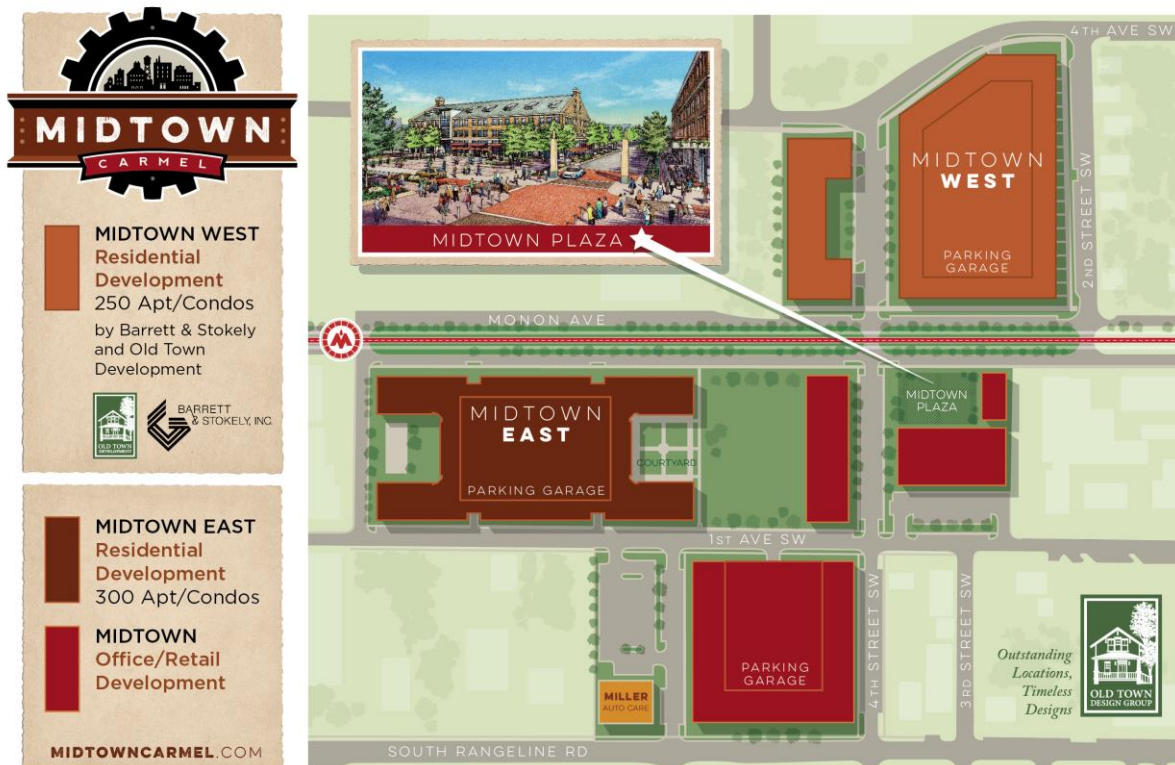 MIDTOWN
CARMEL
MIDTOWN WEST
Residential
Development
250 Apt/Condos
by Barrett & Stokely
and Old Town
Development
OLD TOWN
DEVELOPMENT
BARRETT
& STOKELY, INC.
MIDTOWN EAST
Residential
Development
300 Apt/Condos
MIDTOWN
Office/Retail
Development
MIDTOWNCARMEL.COM
MIDTOWN PLAZA
4TH AVE SW
MIDTOWN
WEST
PARKING
GARAGE
2ND STREET SW
MONON AVE
M
MIDTOWN
EAST
COURTYARD
PARKING GARAGE
MIDTOWN
PLAZA
1ST AVE SW
PARKING
GARAGE
4TH STREET SW
3RD STREET SW
MILLER
AUTO CARE
Outstanding
Locations,
Timeless
Designs
OLD TOWN
DESIGN GROUP
SOUTH RANGELINE RD